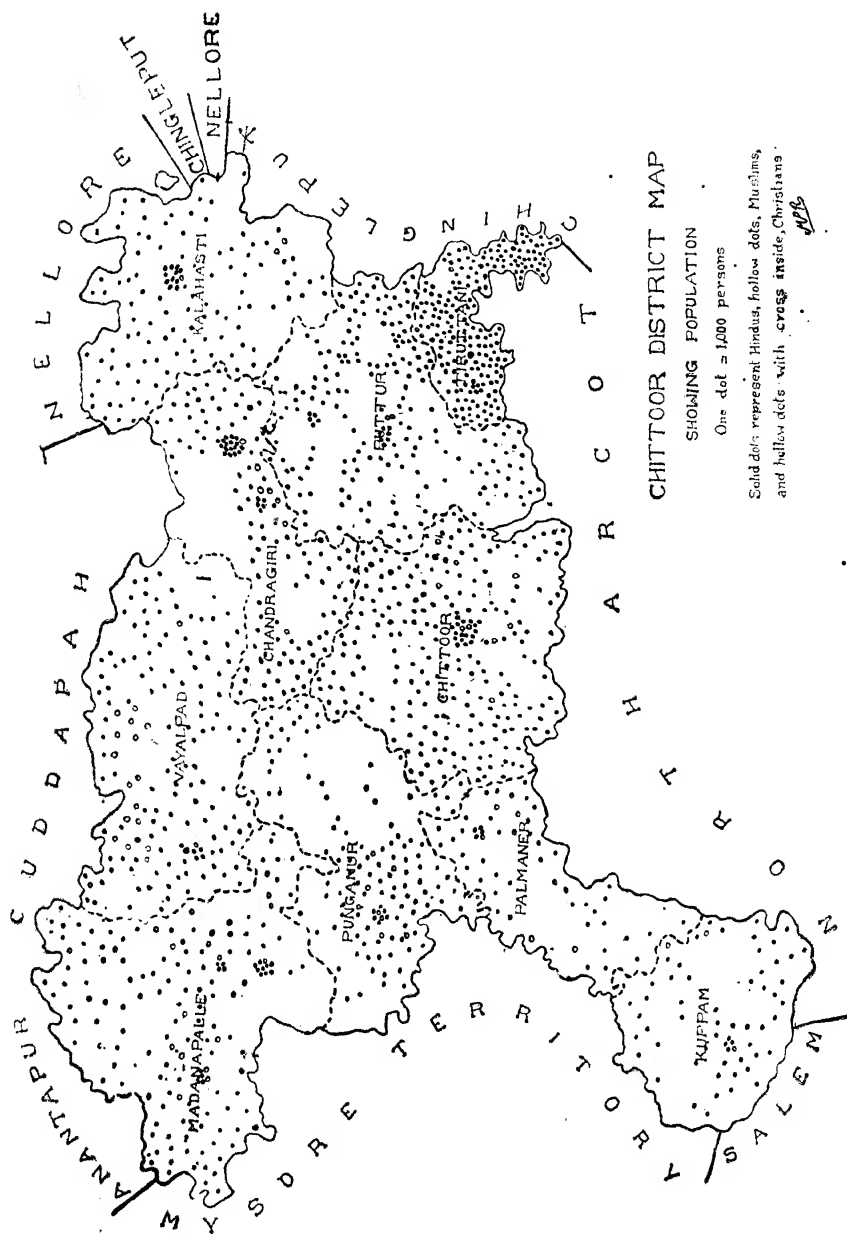 CHITTOOR DISTRICT MAP
SHOWING POPULATION
One dot = 1,000 persons
Solid dots represent Hindus, hollow dots, Muslims,
and hollow dots with cross inside, Christians
ANANTAPUR
CUDDAPAH
NELLORE
CHINGLEPUT
NELLORE
CHINGLEPUT
NORTH ARCOT
SALEM
MYSORE TERRITORY
MADANAPALLE
VAYALPAD
PUNGANUR
CHANDRAGIRI
KALAHASTI
PUTTUR
TIRUTTANI
CHITTOOR
PALMANER
KUPPAM